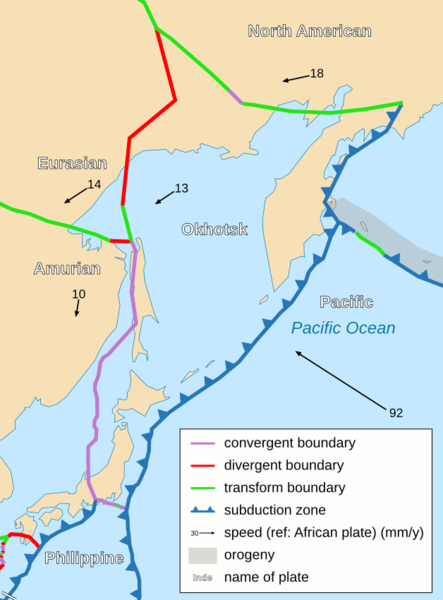 North American
18
Eurasian
14
13
Okhotsk
Amurian
10
Pacific
Pacific Ocean
92
convergent boundary
divergent boundary
transform boundary
subduction zone
30 speed (ref: African plate) (mm/y)
orogeny
Inde name of plate
Philippine